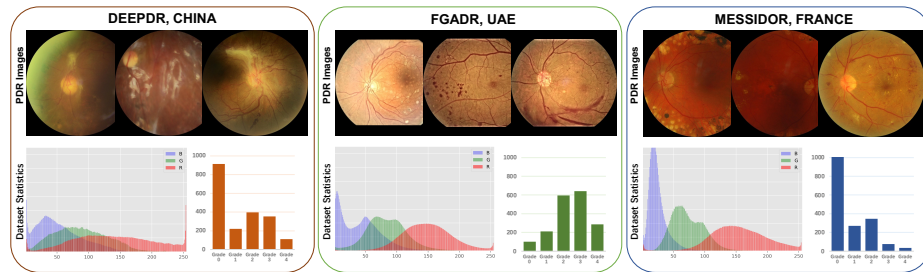 DEEPDR, CHINA
PDR Images
Dataset Statistics
B
G
R
50 100 150 200 250
1000
800
600
400
200
0
Grade 0 Grade 1 Grade 2 Grade 3 Grade 4
FGADR, UAE
PDR Images
Dataset Statistics
B
G
R
50 100 150 200 250
1000
800
600
400
200
0
Grade 0 Grade 1 Grade 2 Grade 3 Grade 4
MESSIDOR, FRANCE
PDR Images
Dataset Statistics
B
G
R
50 100 150 200 250
1000
800
600
400
200
0
Grade 0 Grade 1 Grade 2 Grade 3 Grade 4